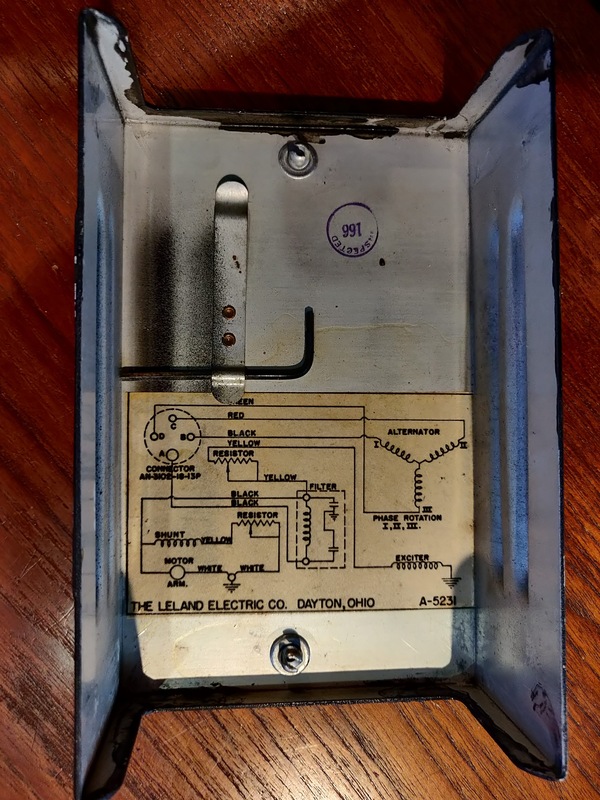 INSPECTED
166
EEN
RED
C
D
B
A
BLACK
YELLOW
RESISTOR
ALTERNATOR
I
II
CONNECTOR
AN-3102-18-13P
YELLOW
FILTER
BLACK
BLACK
RESISTOR
III
PHASE ROTATION
I, II, III.
SHUNT
YELLOW
MOTOR
ARM.
WHITE
WHITE
EXCITER
THE LELAND ELECTRIC CO. DAYTON, OHIO
A-5231